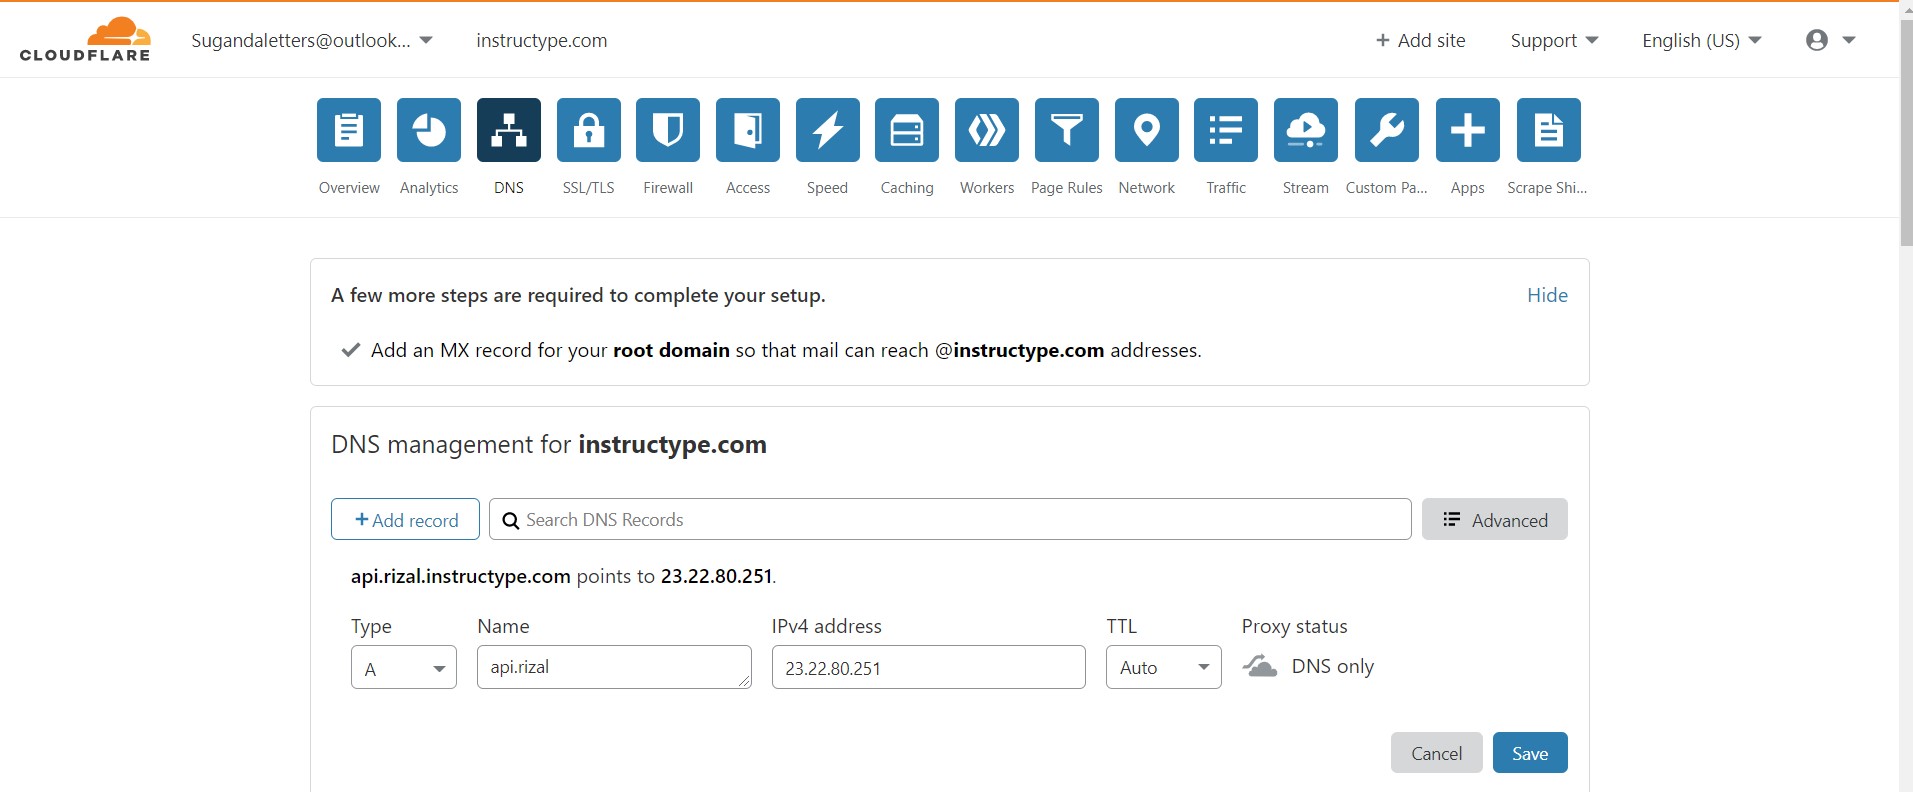 CLOUDFLARE
Sugandaletters@outlook... instructype.com + Add site Support English (US)
Overview Analytics DNS SSL/TLS Firewall Access Speed Caching Workers Page Rules Network Traffic Stream Custom Pa... Apps Scrape Shi...
A few more steps are required to complete your setup. Hide
Add an MX record for your root domain so that mail can reach @instructype.com addresses.
DNS management for instructype.com
+ Add record Search DNS Records Advanced
api.rizal.instructype.com points to 23.22.80.251.
Type Name IPv4 address TTL Proxy status
A api.rizal 23.22.80.251 Auto DNS only
Cancel Save